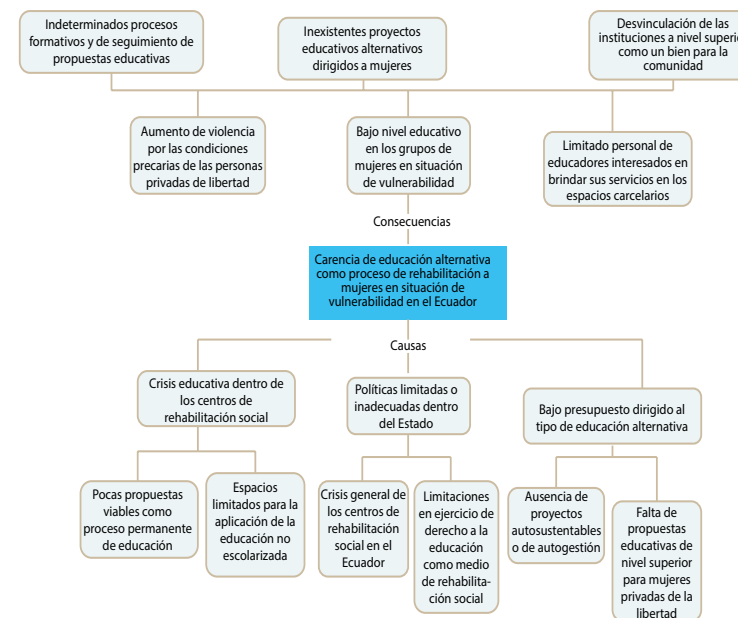 Indeterminados procesos
formativos y de seguimiento de
propuestas educativas
Inexistentes proyectos
educativos alternativos
dirigidos a mujeres
Desvinculación de las
instituciones a nivel superio
como un bien para la
comunidad
Aumento de violencia
por las condiciones
precarias de las personas
privadas de libertad
Bajo nivel educativo
en los grupos de
mujeres en situación
de vulnerabilidad
Limitado personal de
educadores interesados en
brindar sus servicios en los
espacios carcelarios
Consecuencias
Carencia de educación alternativa
como proceso de rehabilitación a
mujeres en situación de
vulnerabilidad en el Ecuador
Causas
Crisis educativa dentro de
los centros de
rehabilitación social
Políticas limitadas o
inadecuadas dentro
del Estado
Bajo presupuesto dirigido al
tipo de educación alternativa
Pocas propuestas
viables como
proceso permanente
de educación
Espacios
limitados para la
aplicación de la
educación no
escolarizada
Crisis general de
los centros de
rehabilitación
social en el
Ecuador
Limitaciones
en ejercicio de
derecho a la
educación
como medio
de rehabilita-
ción social
Ausencia de
proyectos
autosustentables
o de autogestión
Falta de
propuestas
educativas de
nivel superior
para mujeres
privadas de la
libertad